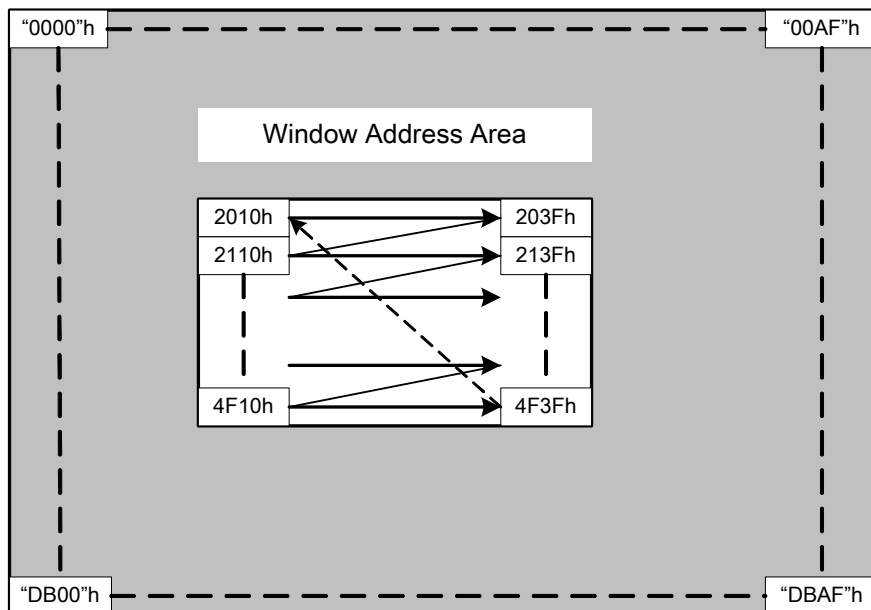 “0000”h “00AF”h
Window Address Area
2010h 203Fh
2110h 213Fh
4F10h 4F3Fh
“DB00”h “DBAF”h